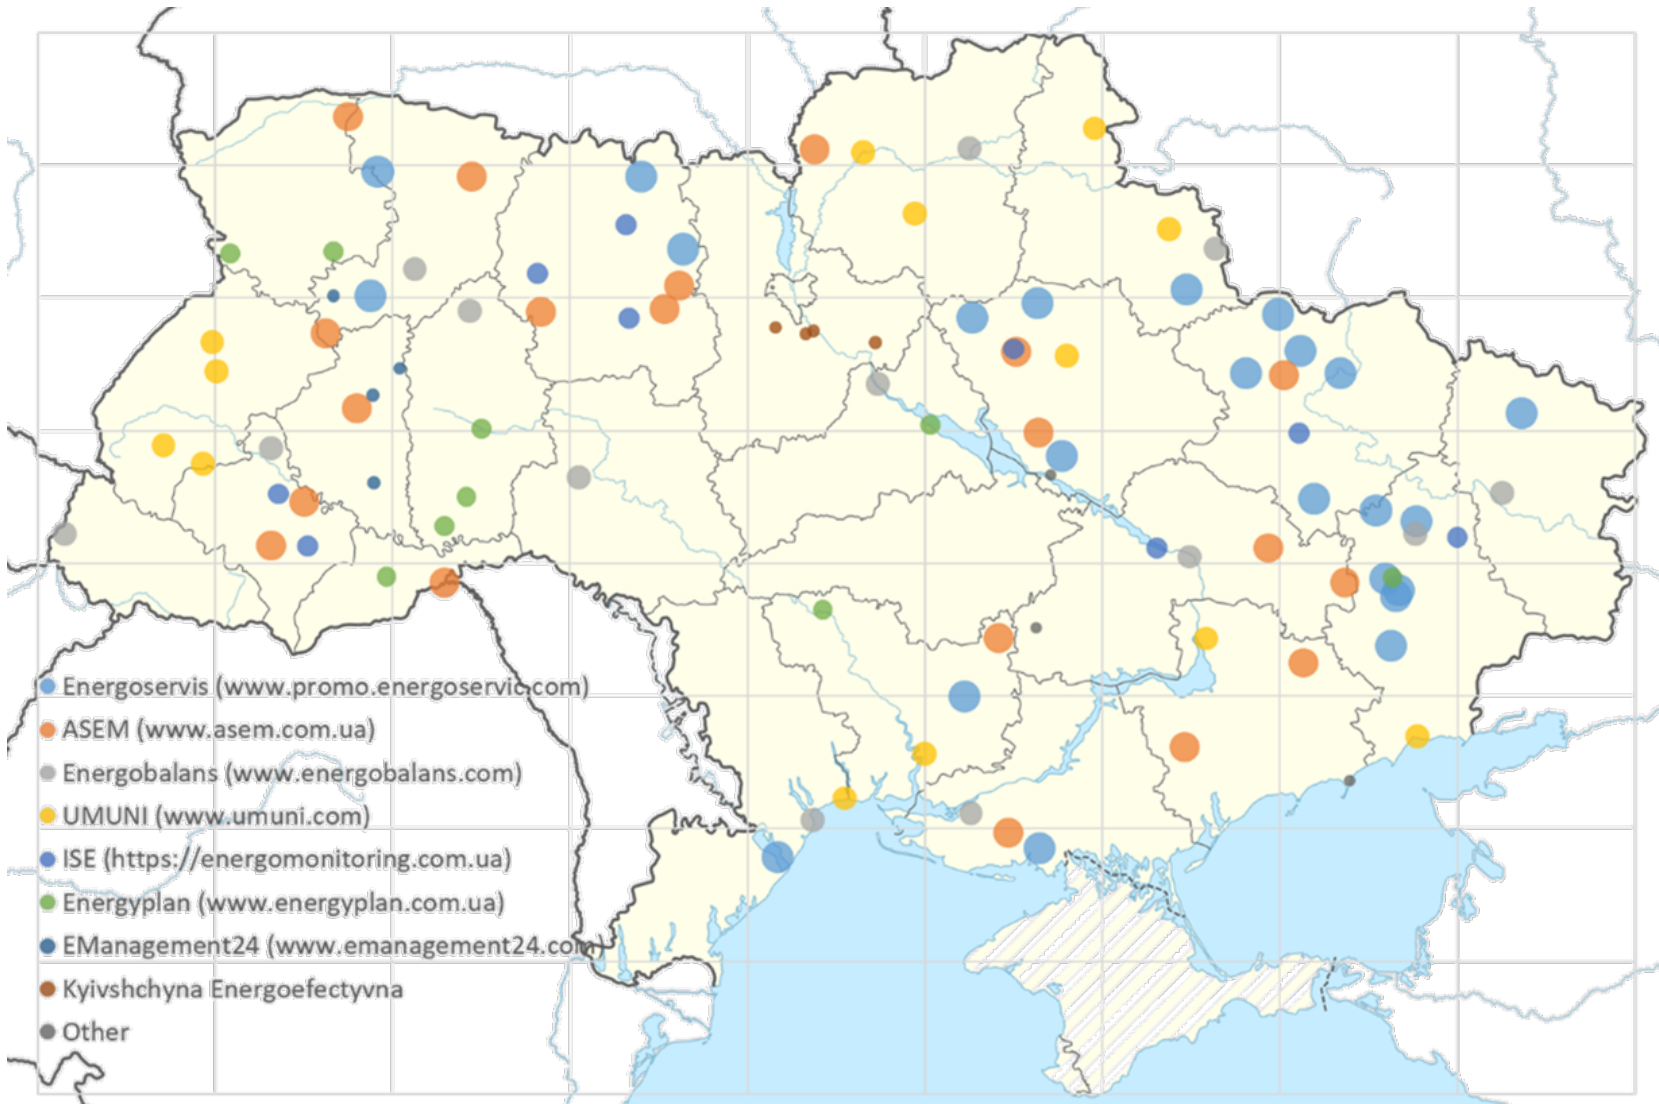 Energoservis (www.promo.energoservic.com)
ASEM (www.asem.com.ua)
Energobalans (www.energobalans.com)
UMUNI (www.umuni.com)
ISE (https://energomonitoring.com.ua)
Energyplan (www.energyplan.com.ua)
EManagement24 (www.emanagement24.com)
Kyivshchyna Energoefectyvna
Other